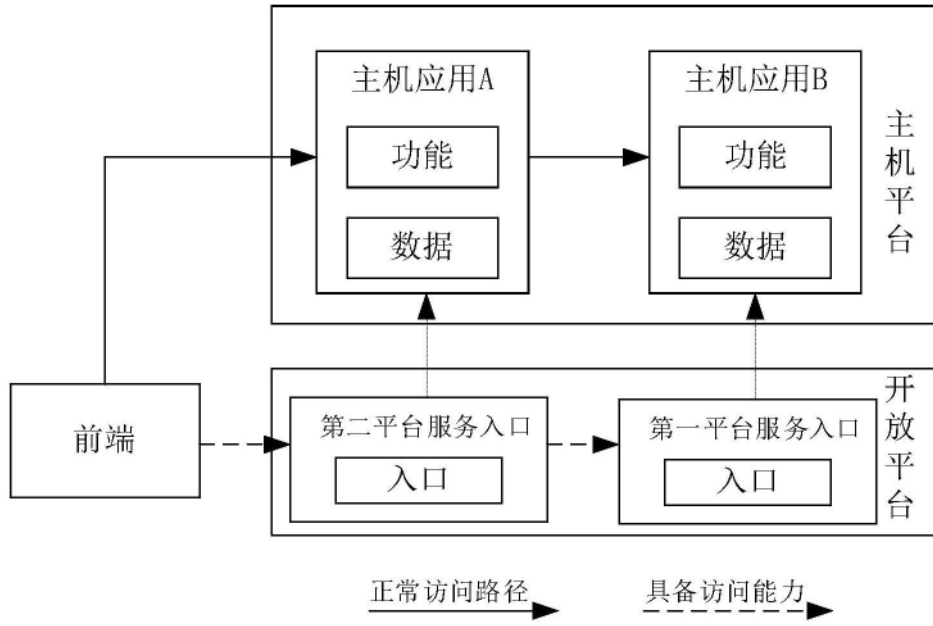 主机应用A
主机应用B
功能
功能
数据
数据
主机平台
前端
第二平台服务入口
第一平台服务入口
入口
入口
开放平台
正常访问路径
具备访问能力